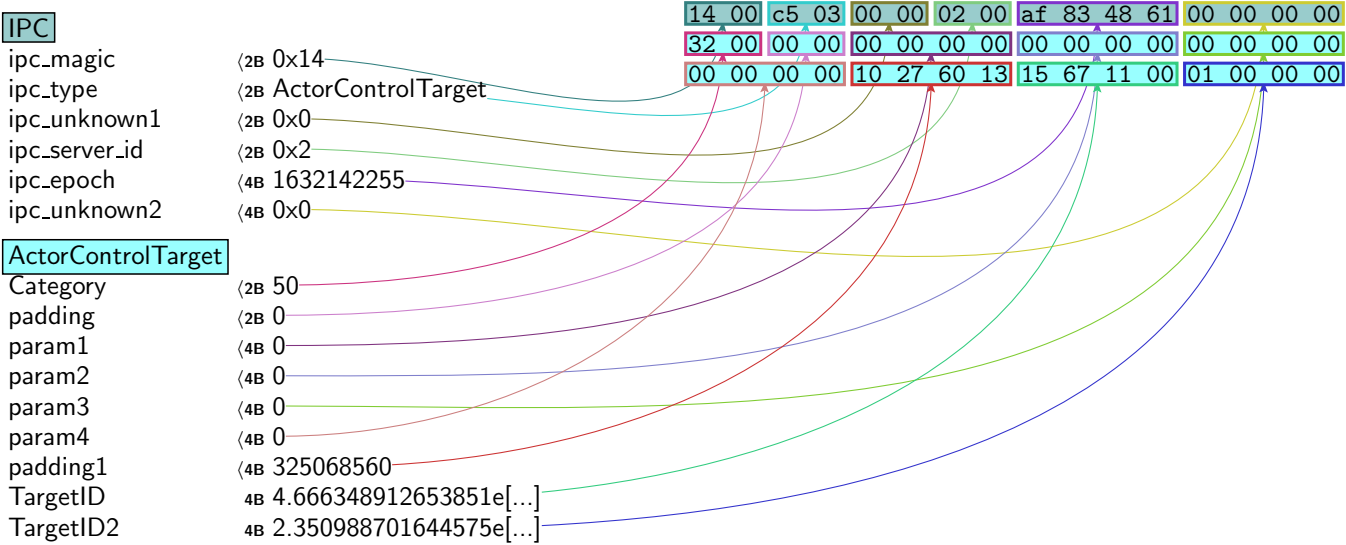 14 00 c5 03 00 00 02 00 af 83 48 61 00 00 00 00
32 00 00 00 00 00 00 00 00 00 00 00 00 00 00 00
00 00 00 00 10 27 60 13 15 67 11 00 01 00 00 00
IPC
ipc_magic ⟨2B 0x14
ipc_type ⟨2B ActorControlTarget
ipc_unknown1 ⟨2B 0x0
ipc_server_id ⟨2B 0x2
ipc_epoch ⟨4B 1632142255
ipc_unknown2 ⟨4B 0x0
ActorControlTarget
Category ⟨2B 50
padding ⟨2B 0
param1 ⟨4B 0
param2 ⟨4B 0
param3 ⟨4B 0
param4 ⟨4B 0
padding1 ⟨4B 325068560
TargetID 4B 4.666348912653851e[...]
TargetID2 4B 2.350988701644575e[...]